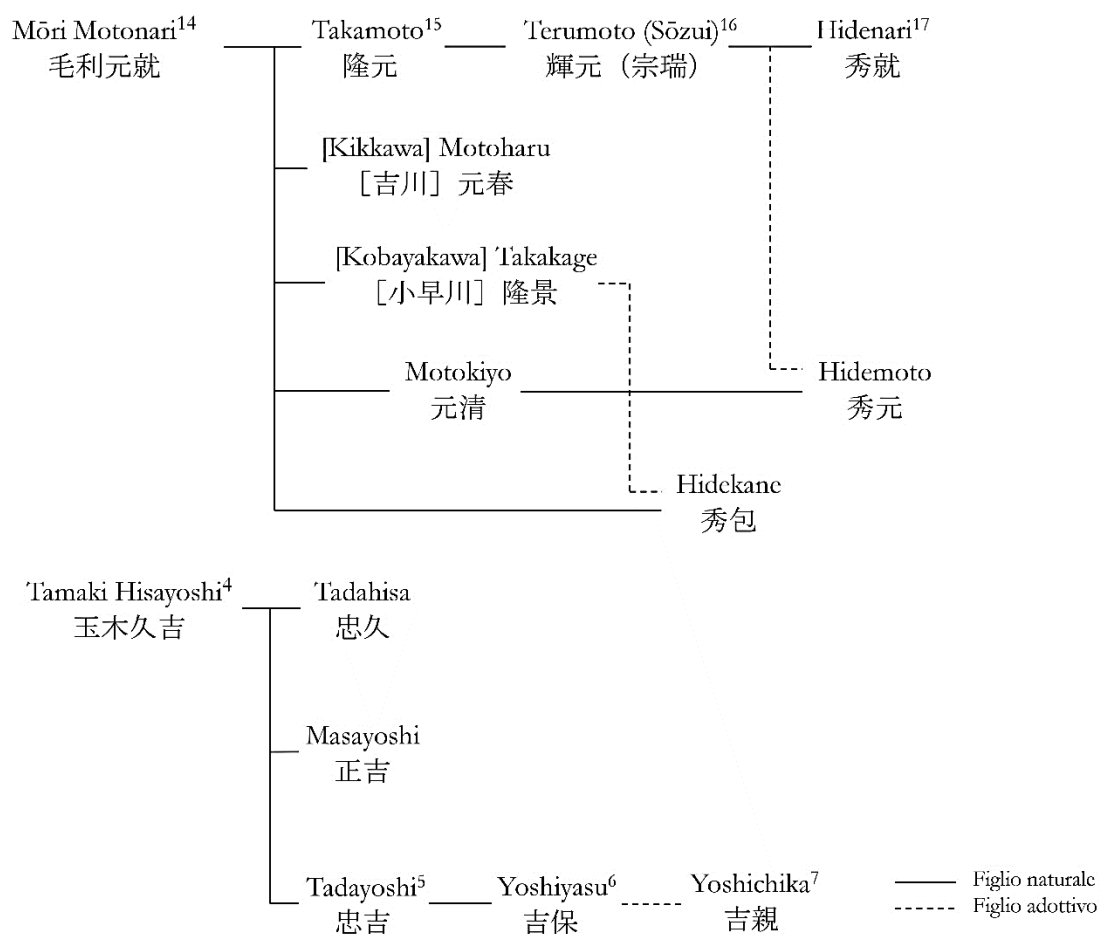 Mōri Motonari¹⁴
毛利元就
Takamoto¹⁵
隆元
Terumoto (Sōzui)¹⁶
輝元（宗瑞）
Hidenari¹⁷
秀就
[Kikkawa] Motoharu
［吉川］元春
[Kobayakawa] Takakage
［小早川］隆景
Motokiyo
元清
Hidemoto
秀元
Hidekane
秀包
Tamaki Hisayoshi⁴
玉木久吉
Tadahisa
忠久
Masayoshi
正吉
Tadayoshi⁵
忠吉
Yoshiyasu⁶
吉保
Yoshichika⁷
吉親
Figlio naturale
Figlio adottivo